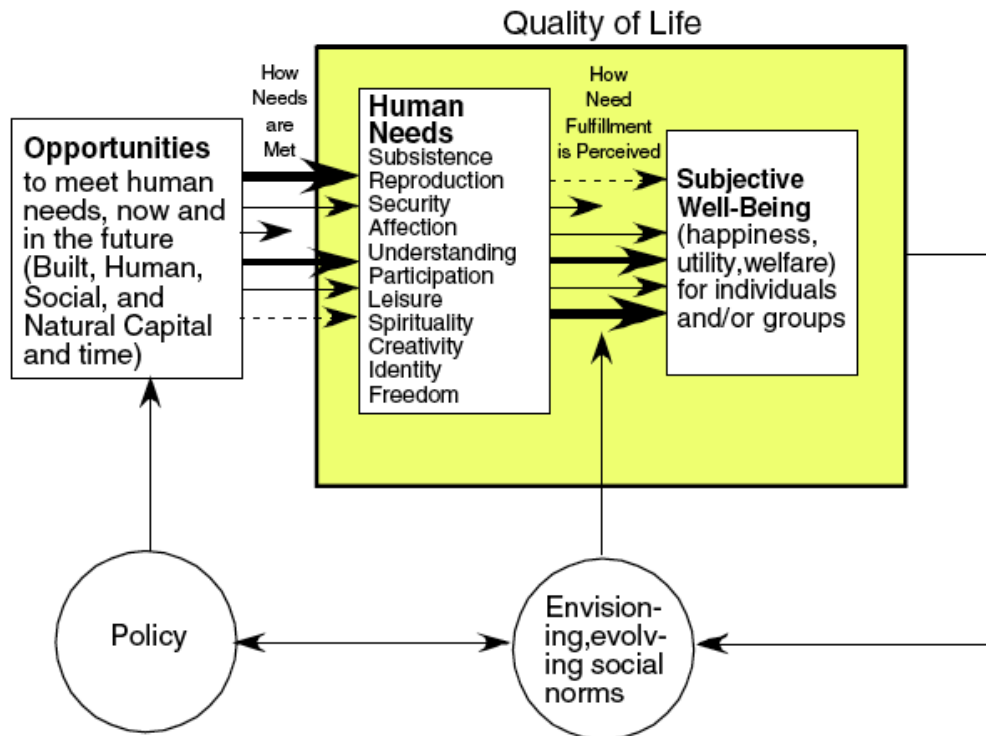 Quality of Life
How
Needs
are
Met
Opportunities
to meet human
needs, now and
in the future
(Built, Human,
Social, and
Natural Capital
and time)
Human
Needs
Subsistence
Reproduction
Security
Affection
Understanding
Participation
Leisure
Spirituality
Creativity
Identity
Freedom
How
Need
Fulfillment
is Perceived
Subjective
Well-Being
(happiness,
utility,welfare)
for individuals
and/or groups
Policy
Envision-
ing,evolv-
ing social
norms